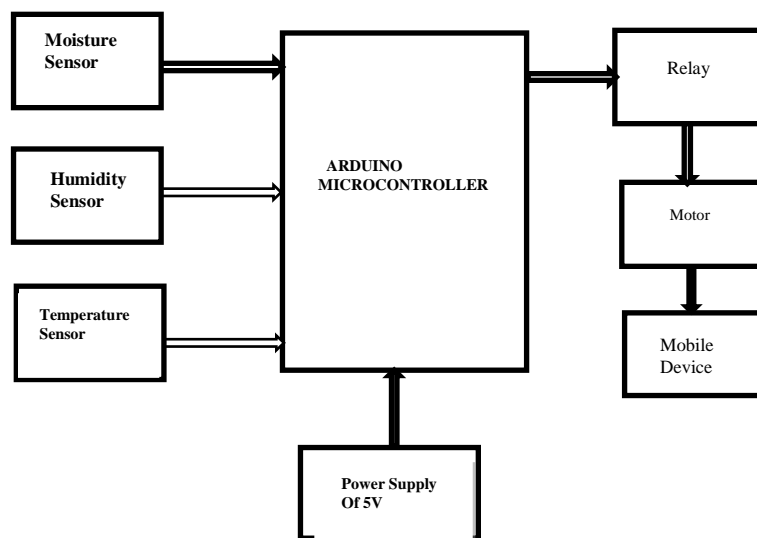 Moisture
Sensor
Relay
Humidity
Sensor
ARDUINO
MICROCONTROLLER
Motor
Temperature
Sensor
Mobile
Device
Power Supply
Of 5V